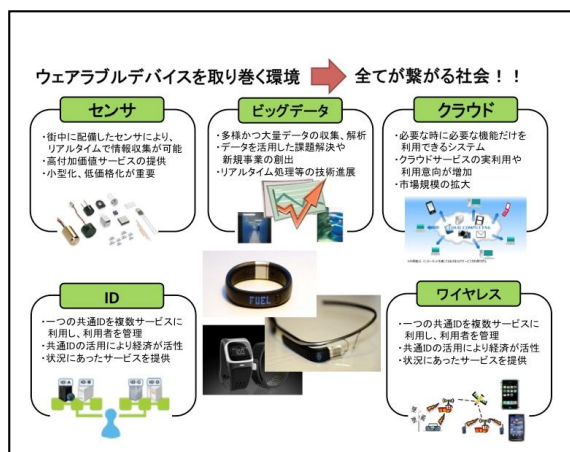 ウェアラブルデバイスを取り巻く環境 全てが繋がる社会！！
センサ
・街中に配備したセンサにより、
リアルタイムで情報収集が可能
・高付加価値サービスの提供
・小型化、低価格化が重要
ビッグデータ
・多様かつ大量データの収集、解析
・データを活用した課題解決や
新規事業の創出
・リアルタイム処理等の技術進展
クラウド
・必要な時に必要な機能だけを
利用できるシステム
・クラウドサービスの実利用や
利用意向が増加
・市場規模の拡大
CLOUD COMPUTING
ID
・一つの共通IDを複数サービスに
利用し、利用者を管理
・共通IDの活用により経済が活性
・状況にあったサービスを提供
ID-A
FUEL
ワイヤレス
・一つの共通IDを複数サービスに
利用し、利用者を管理
・共通IDの活用により経済が活性
・状況にあったサービスを提供